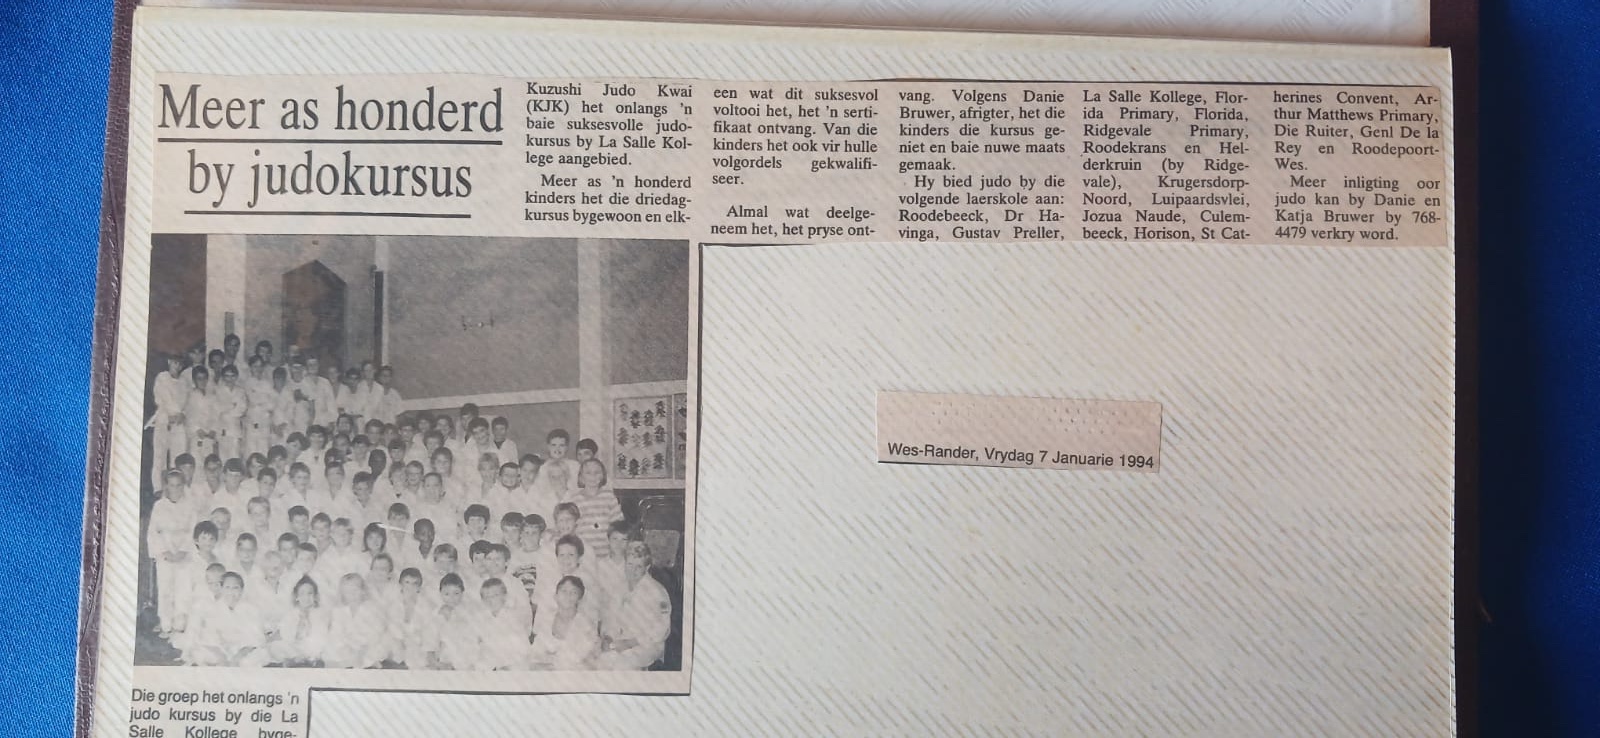 Meer as honderd
by judokursus
Kuzushi Judo Kwai
(KJK) het onlangs 'n
baie suksesvolle judo-
kursus by La Salle Kol-
lege aangebied.
Meer as 'n honderd
kinders het die driedag-
kursus bygewoon en elk-
een wat dit suksesvol
voltooi het, het 'n serti-
fikaat ontvang. Van die
kinders het ook vir hulle
volgordels gekwalifi-
seer.
Almal wat deelge-
neem het, het pryse ont-
vang. Volgens Danie
Bruwer, afrigter, het die
kinders die kursus ge-
niet en baie nuwe maats
gemaak.
Hy bied judo by die
volgende laerskole aan:
Roodebeeck, Dr Ha-
vinga, Gustav Preller,
La Salle Kollege, Flor-
ida Primary, Florida,
Ridgevale Primary,
Roodekrans en Hel-
derkruin (by Ridge-
vale), Krugersdorp-
Noord, Luipaardsvlei,
Jozua Naude, Culem-
beeck, Horison, St Cat-
herines Convent, Ar-
thur Matthews Primary,
Die Ruiter, Genl De la
Rey en Roodepoort-
Wes.
Meer inligting oor
judo kan by Danie en
Katja Bruwer by 768-
4479 verkry word.
Wes-Rander, Vrydag 7 Januarie 1994
Die groep het onlangs 'n
judo kursus by die La
Salle Kollege byge-